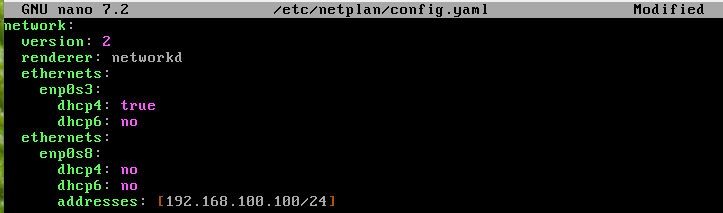 GNU nano 7.2 /etc/netplan/config.yaml Modified
network:
  version: 2
  renderer: networkd
  ethernets:
    enp0s3:
      dhcp4: true
      dhcp6: no
  ethernets:
    enp0s8:
      dhcp4: no
      dhcp6: no
      addresses: [192.168.100.100/24]